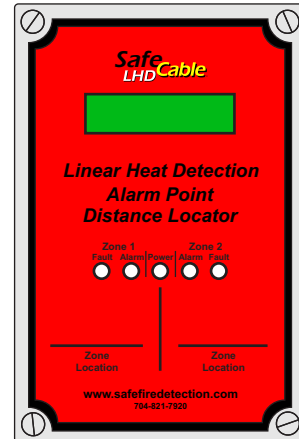 Safe
LHD Cable
Linear Heat Detection
Alarm Point
Distance Locator
Zone 1 Zone 2
Fault Alarm Power Alarm Fault
Zone Zone
Location Location
www.safefiredetection.com
704-821-7920